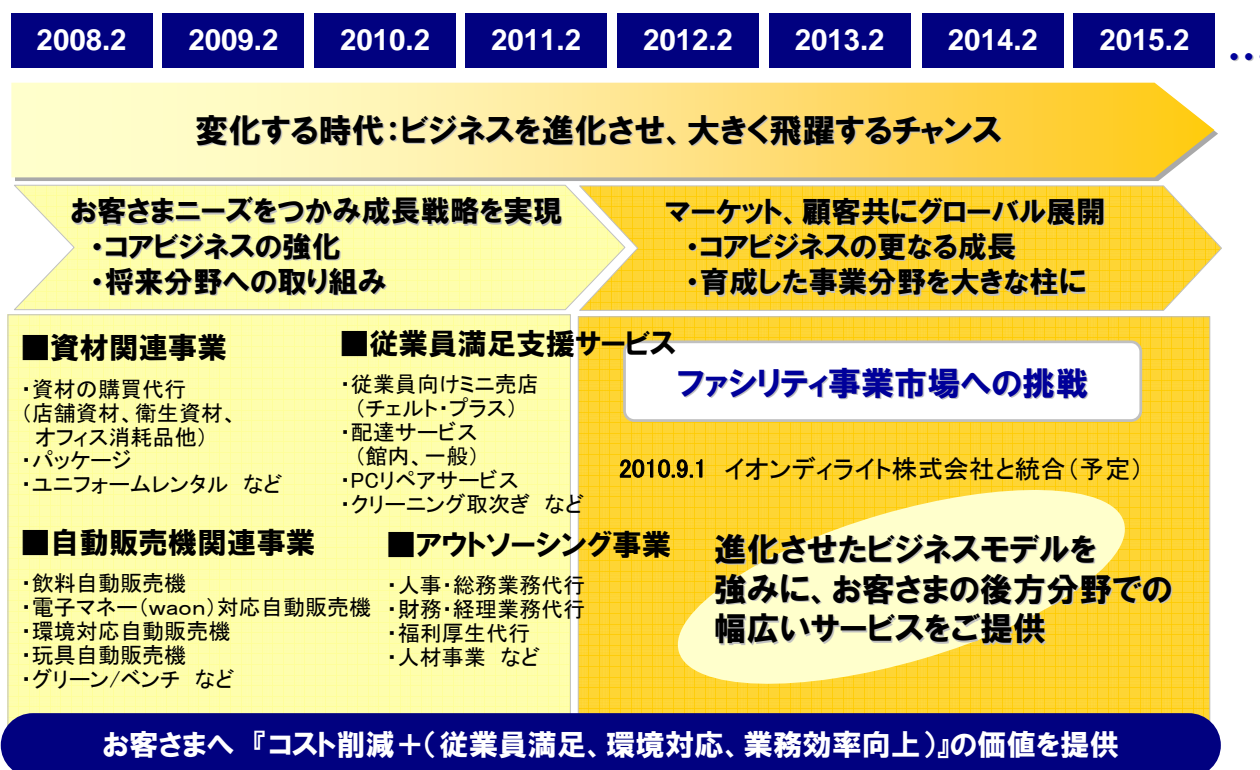 2008.2 2009.2 2010.2 2011.2 2012.2 2013.2 2014.2 2015.2 …
変化する時代：ビジネスを進化させ、大きく飛躍するチャンス
お客さまニーズをつかみ成長戦略を実現
・コアビジネスの強化
・将来分野への取り組み
マーケット、顧客共にグローバル展開
・コアビジネスの更なる成長
・育成した事業分野を大きな柱に
■資材関連事業
・資材の購買代行
（店舗資材、衛生資材、
オフィス消耗品他）
・パッケージ
・ユニフォームレンタル など
■従業員満足支援サービス
・従業員向けミニ売店
（チェルト・プラス）
・配達サービス
（館内、一般）
・PCリペアサービス
・クリーニング取次ぎ など
■自動販売機関連事業
・飲料自動販売機
・電子マネー（waon）対応自動販売機
・環境対応自動販売機
・玩具自動販売機
・グリーン/ベンチ など
■アウトソーシング事業
・人事・総務業務代行
・財務・経理業務代行
・福利厚生代行
・人材事業 など
ファシリティ事業市場への挑戦
2010.9.1 イオンディライト株式会社と統合（予定）
進化させたビジネスモデルを
強みに、お客さまの後方分野での
幅広いサービスをご提供
お客さまへ『コスト削減＋（従業員満足、環境対応、業務効率向上）』の価値を提供